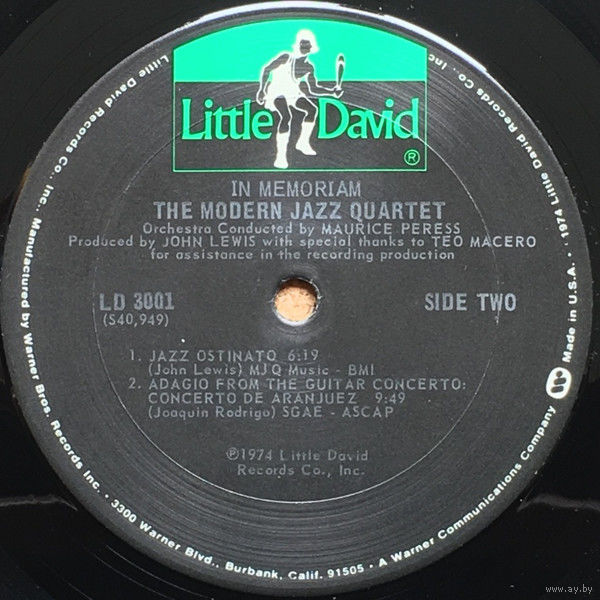 Little David
®
IN MEMORIAM
THE MODERN JAZZ QUARTET
Orchestra Conducted by MAURICE PERESS
Produced by JOHN LEWIS with special thanks to TEO MACERO
for assistance in the recording production
LD 3001
(S40,949)
SIDE TWO
1. JAZZ OSTINATO 6:19
(John Lewis) MJQ Music - BMI
2. ADAGIO FROM THE GUITAR CONCERTO:
CONCERTO DE ARANJUEZ 9:49
(Joaquin Rodrigo) SGAE - ASCAP
℗1974 Little David
Records Co., Inc.
Little David Records Co., Inc. Manufactured by Warner Bros. Records Inc. · 3300 Warner Blvd., Burbank, Calif. 91505 · A Warner Communications Company
Made in U.S.A. · 1974 Little David Records Co., Inc.
www.ay.by